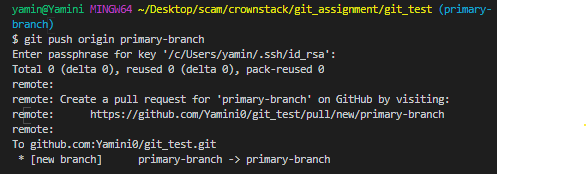 yamin@Yamini MINGW64 ~/Desktop/scam/crownstack/git_assignment/git_test (primary-
branch)
$ git push origin primary-branch
Enter passphrase for key '/c/Users/yamin/.ssh/id_rsa':
Total 0 (delta 0), reused 0 (delta 0), pack-reused 0
remote:
remote: Create a pull request for 'primary-branch' on GitHub by visiting:
remote:      https://github.com/Yamini0/git_test/pull/new/primary-branch
remote:
To github.com:Yamini0/git_test.git
 * [new branch]      primary-branch -> primary-branch